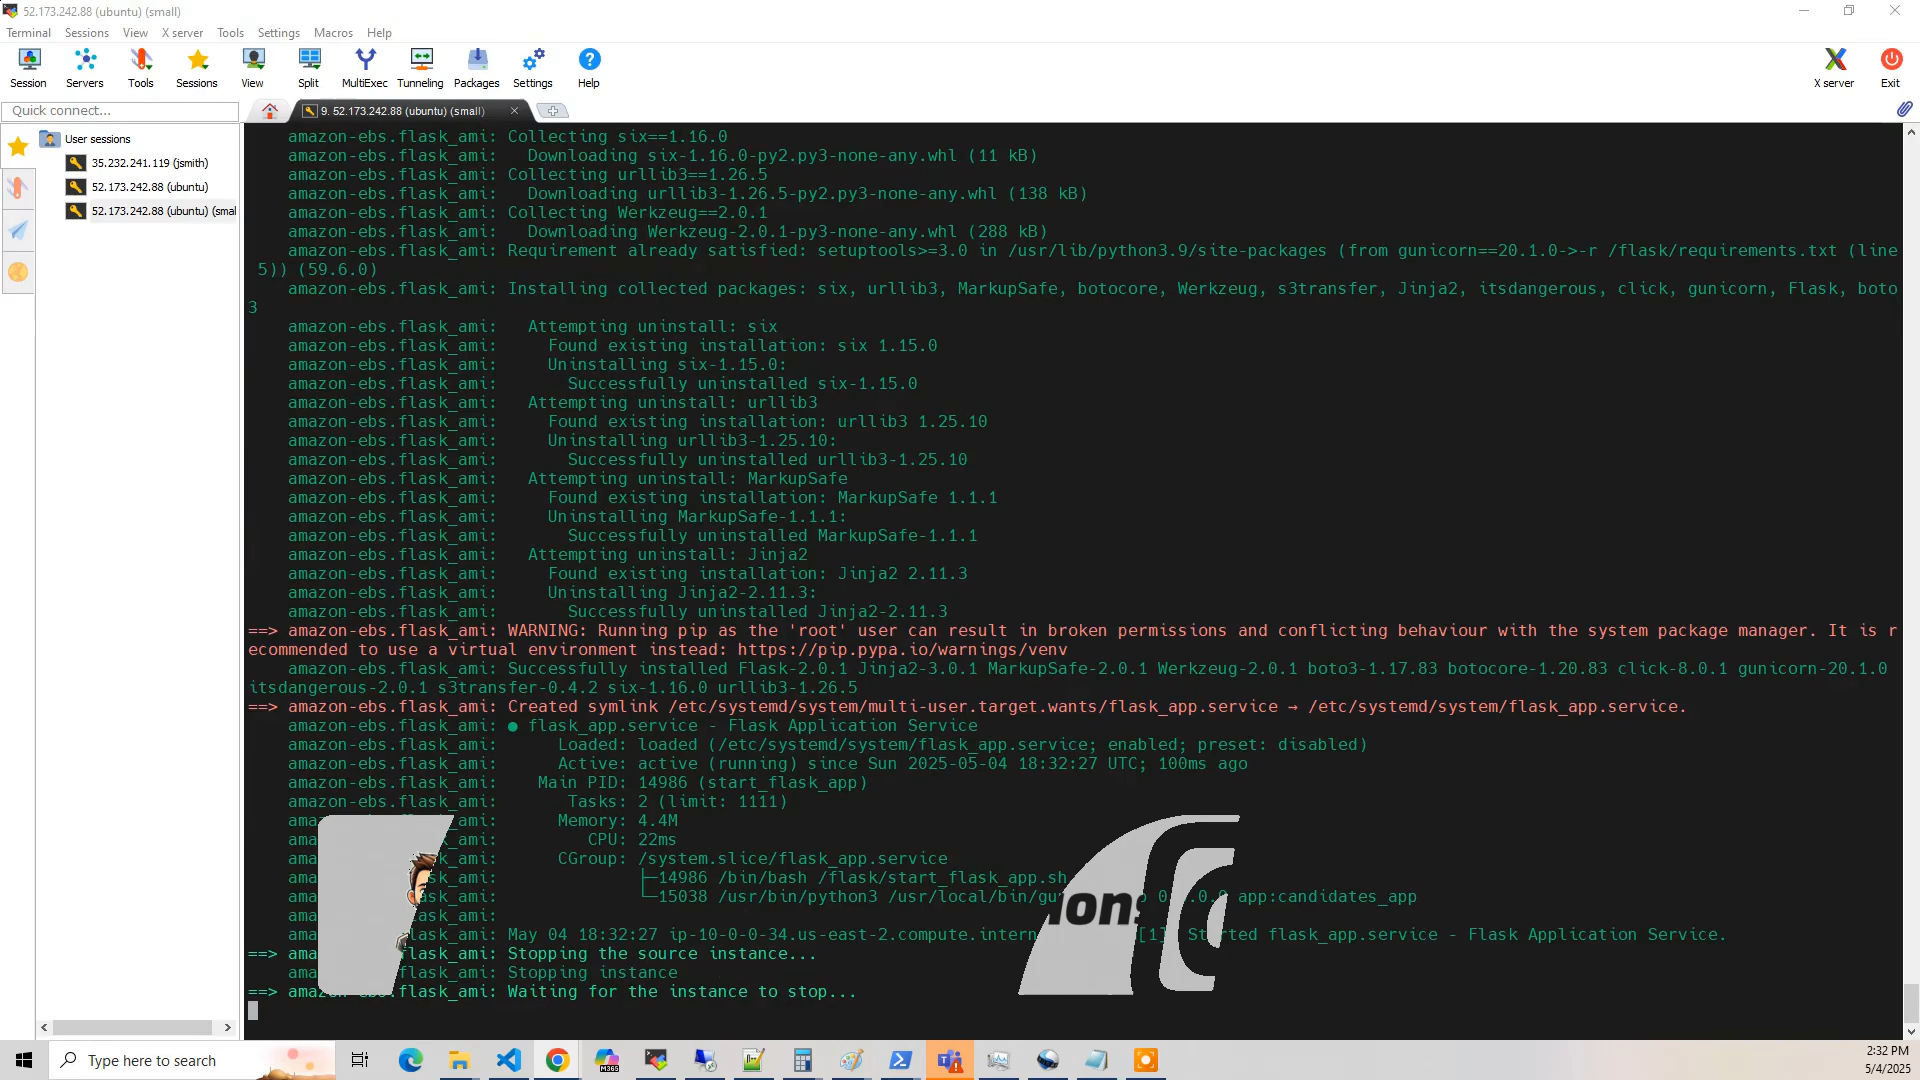 52.173.242.88 (ubuntu) (small)
Terminal Sessions View X server Tools Settings Macros Help
Session Servers Tools Sessions View Split MultiExec Tunneling Packages Settings Help X server Exit
Quick connect...
9. 52.173.242.88 (ubuntu) (small)
User sessions
35.232.241.119 (jsmith)
52.173.242.88 (ubuntu)
52.173.242.88 (ubuntu) (smal
amazon-ebs.flask_ami: Collecting six==1.16.0
amazon-ebs.flask_ami:   Downloading six-1.16.0-py2.py3-none-any.whl (11 kB)
amazon-ebs.flask_ami: Collecting urllib3==1.26.5
amazon-ebs.flask_ami:   Downloading urllib3-1.26.5-py2.py3-none-any.whl (138 kB)
amazon-ebs.flask_ami: Collecting Werkzeug==2.0.1
amazon-ebs.flask_ami:   Downloading Werkzeug-2.0.1-py3-none-any.whl (288 kB)
amazon-ebs.flask_ami: Requirement already satisfied: setuptools>=3.0 in /usr/lib/python3.9/site-packages (from gunicorn==20.1.0->-r /flask/requirements.txt (line
5)) (59.6.0)
amazon-ebs.flask_ami: Installing collected packages: six, urllib3, MarkupSafe, botocore, Werkzeug, s3transfer, Jinja2, itsdangerous, click, gunicorn, Flask, boto
3
amazon-ebs.flask_ami:   Attempting uninstall: six
amazon-ebs.flask_ami:     Found existing installation: six 1.15.0
amazon-ebs.flask_ami:     Uninstalling six-1.15.0:
amazon-ebs.flask_ami:       Successfully uninstalled six-1.15.0
amazon-ebs.flask_ami:   Attempting uninstall: urllib3
amazon-ebs.flask_ami:     Found existing installation: urllib3 1.25.10
amazon-ebs.flask_ami:     Uninstalling urllib3-1.25.10:
amazon-ebs.flask_ami:       Successfully uninstalled urllib3-1.25.10
amazon-ebs.flask_ami:   Attempting uninstall: MarkupSafe
amazon-ebs.flask_ami:     Found existing installation: MarkupSafe 1.1.1
amazon-ebs.flask_ami:     Uninstalling MarkupSafe-1.1.1:
amazon-ebs.flask_ami:       Successfully uninstalled MarkupSafe-1.1.1
amazon-ebs.flask_ami:   Attempting uninstall: Jinja2
amazon-ebs.flask_ami:     Found existing installation: Jinja2 2.11.3
amazon-ebs.flask_ami:     Uninstalling Jinja2-2.11.3:
amazon-ebs.flask_ami:       Successfully uninstalled Jinja2-2.11.3
==> amazon-ebs.flask_ami: WARNING: Running pip as the 'root' user can result in broken permissions and conflicting behaviour with the system package manager. It is r
ecommended to use a virtual environment instead: https://pip.pypa.io/warnings/venv
amazon-ebs.flask_ami: Successfully installed Flask-2.0.1 Jinja2-3.0.1 MarkupSafe-2.0.1 Werkzeug-2.0.1 boto3-1.17.83 botocore-1.20.83 click-8.0.1 gunicorn-20.1.0
itsdangerous-2.0.1 s3transfer-0.4.2 six-1.16.0 urllib3-1.26.5
==> amazon-ebs.flask_ami: Created symlink /etc/systemd/system/multi-user.target.wants/flask_app.service → /etc/systemd/system/flask_app.service.
amazon-ebs.flask_ami: ● flask_app.service - Flask Application Service
amazon-ebs.flask_ami:      Loaded: loaded (/etc/systemd/system/flask_app.service; enabled; preset: disabled)
amazon-ebs.flask_ami:      Active: active (running) since Sun 2025-05-04 18:32:27 UTC; 100ms ago
amazon-ebs.flask_ami:    Main PID: 14986 (start_flask_app)
amazon-ebs.flask_ami:       Tasks: 2 (limit: 1111)
ama ami:      Memory: 4.4M
ama ami:         CPU: 22ms
ama k_ami:      CGroup: /system.slice/flask_app.service
ama sk_ami:              ├─14986 /bin/bash /flask/start_flask_app.sh
ama sk_ami:              └─15038 /usr/bin/python3 /usr/local/bin/gu app:candidates_app
ama ask_ami:
ama lask_ami: May 04 18:32:27 ip-10-0-0-34.us-east-2.compute.intern [1] Started flask_app.service - Flask Application Service.
==> ama flask_ami: Stopping the source instance...
ama flask_ami: Stopping instance
==> amaz .flask_ami: Waiting for the instance to stop...
ions
Type here to search
2:32 PM
5/4/2025